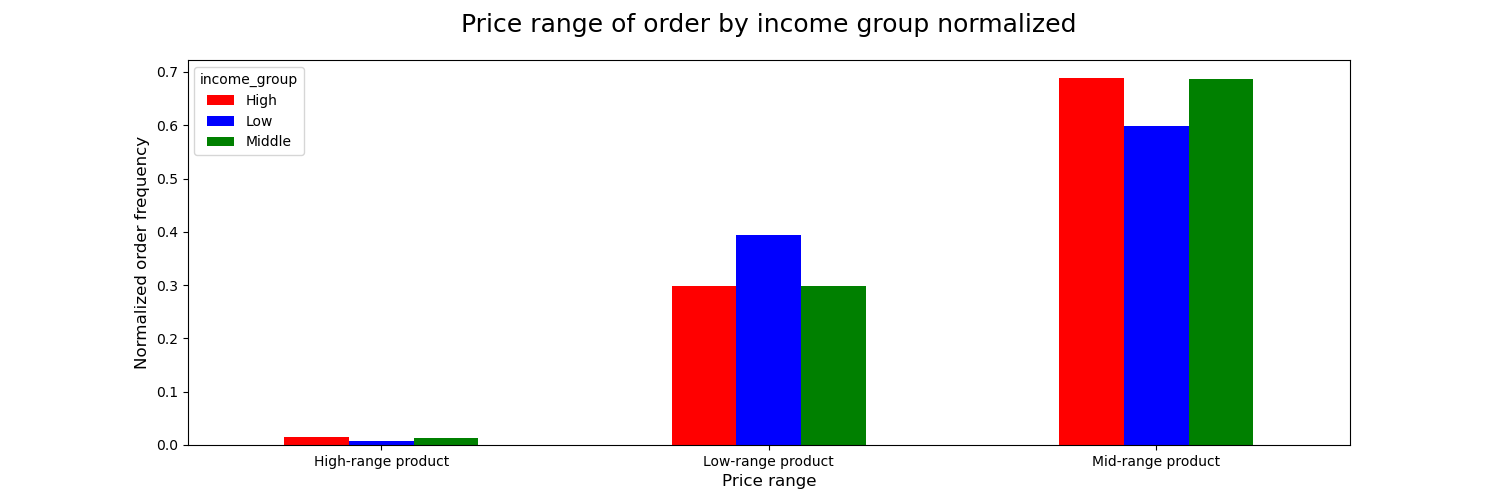 Price range of order by income group normalized
income_group
High
Low
Middle
Normalized order frequency
0.7
0.6
0.5
0.4
0.3
0.2
0.1
0.0
High-range product
Low-range product
Mid-range product
Price range